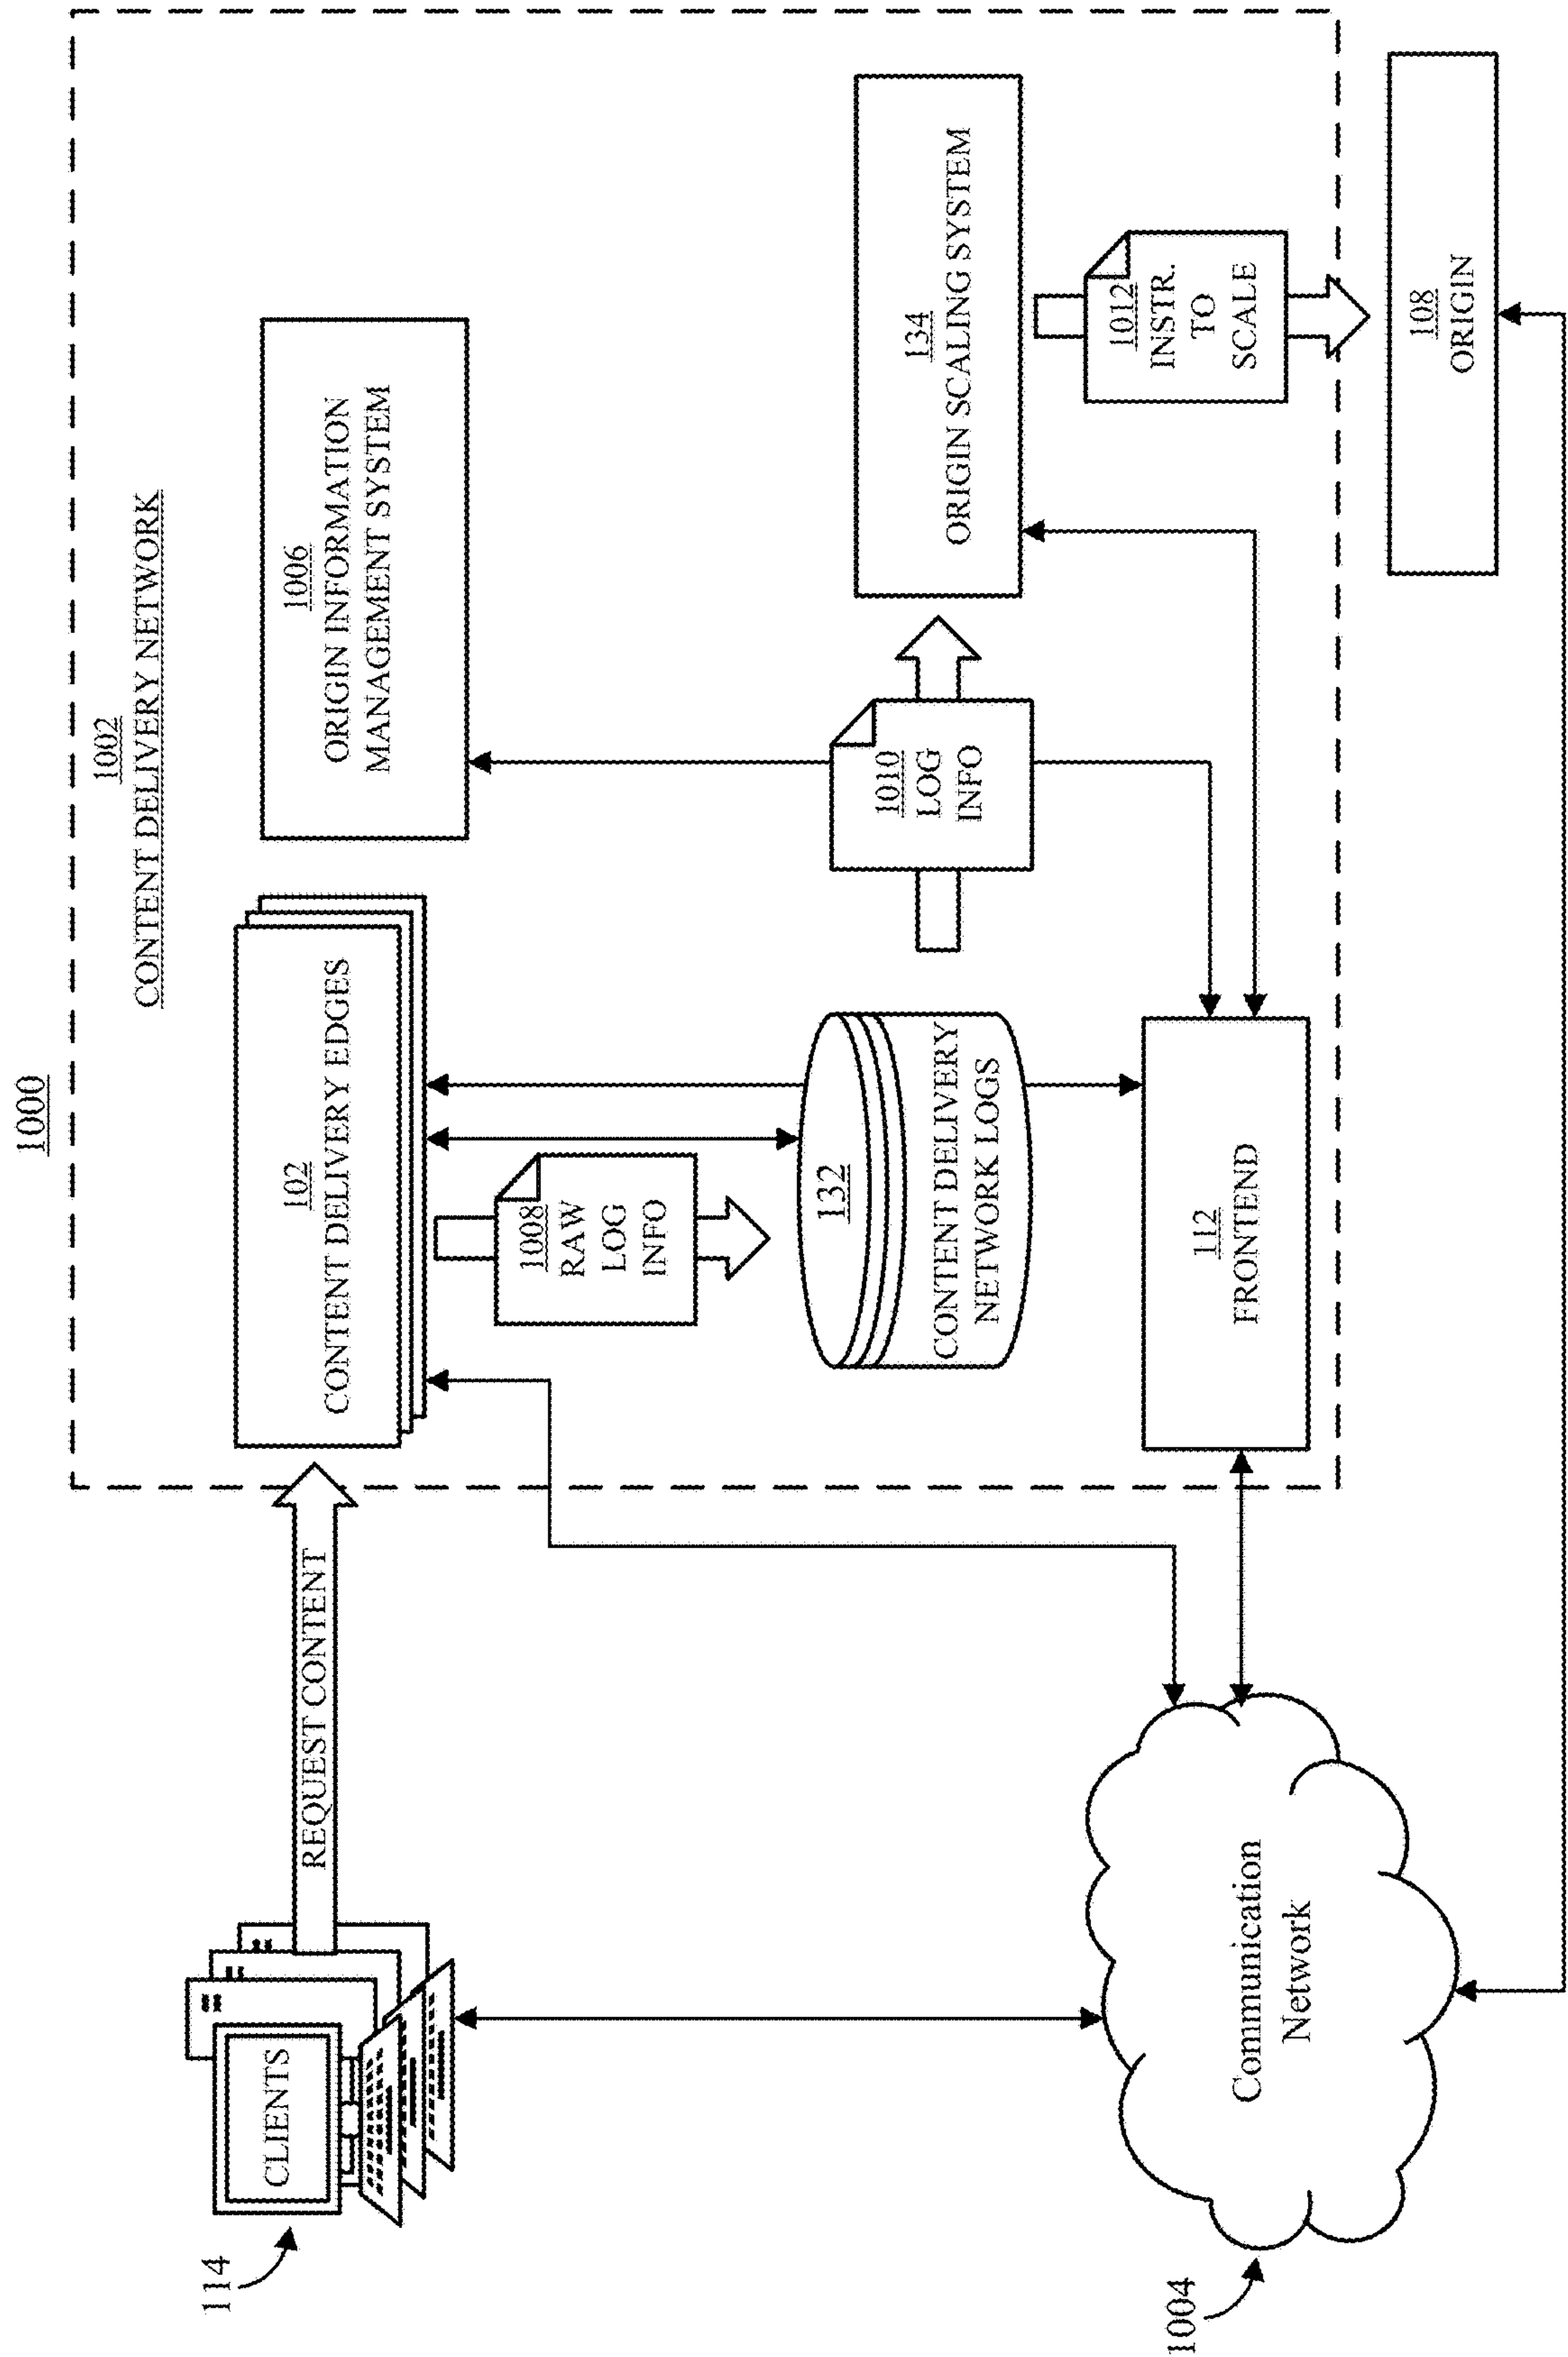 1000
1002
CONTENT DELIVERY NETWORK
114
CLIENTS
REQUEST CONTENT
102
CONTENT DELIVERY EDGES
1006
ORIGIN INFORMATION
MANAGEMENT SYSTEM
1008
RAW
LOG
INFO
132
CONTENT DELIVERY
NETWORK LOGS
1010
LOG
INFO
134
ORIGIN SCALING SYSTEM
1012
INSTR.
TO
SCALE
112
FRONTEND
108
ORIGIN
1004
Communication
Network